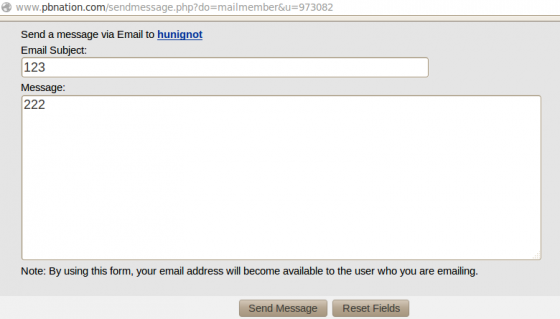 www.pbnation.com/sendmessage.php?do=mailmember&u=973082
Send a message via Email to hunignot
Email Subject:
123
Message:
222
Note: By using this form, your email address will become available to the user who you are emailing.
Send Message Reset Fields